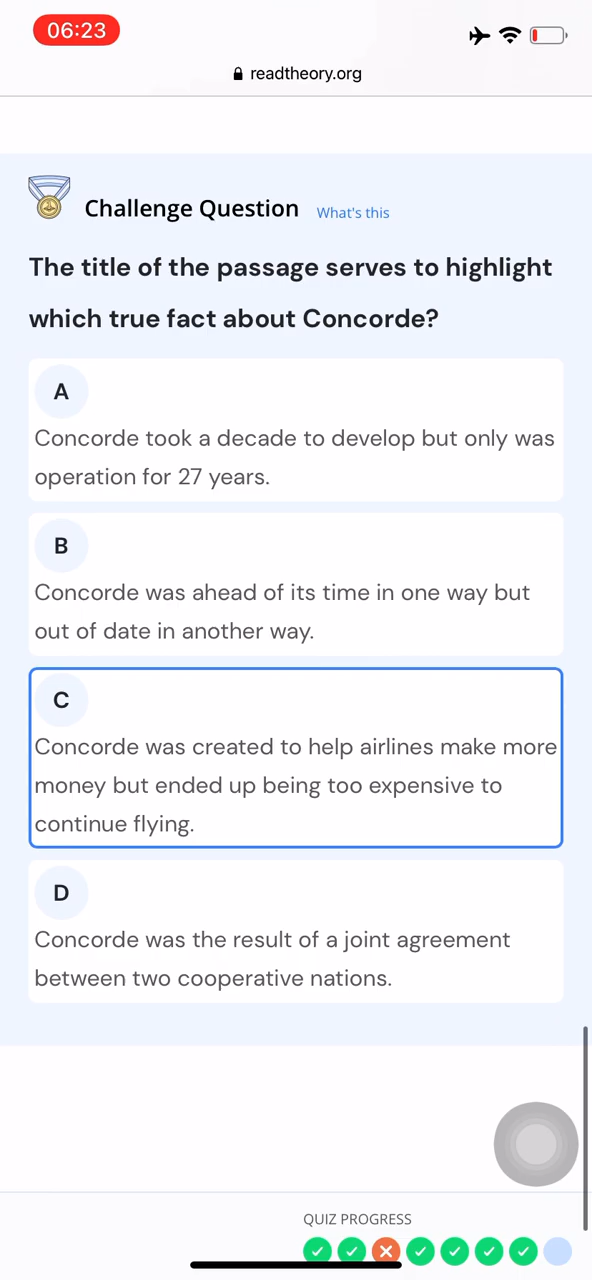 06:23
readtheory.org
Challenge Question What's this
The title of the passage serves to highlight
which true fact about Concorde?
A
Concorde took a decade to develop but only was
operation for 27 years.
B
Concorde was ahead of its time in one way but
out of date in another way.
C
Concorde was created to help airlines make more
money but ended up being too expensive to
continue flying.
D
Concorde was the result of a joint agreement
between two cooperative nations.
QUIZ PROGRESS